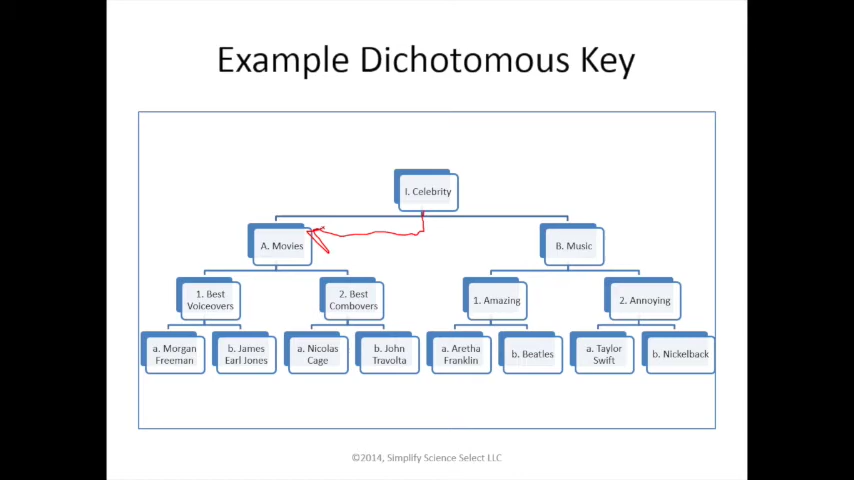 Example Dichotomous Key
I. Celebrity
A. Movies
B. Music
1. Best
Voiceovers
2. Best
Combovers
1. Amazing
2. Annoying
a. Morgan
Freeman
b. James
Earl Jones
a. Nicolas
Cage
b. John
Travolta
a. Aretha
Franklin
b. Beatles
a. Taylor
Swift
b. Nickelback
©2014, Simplify Science Select LLC